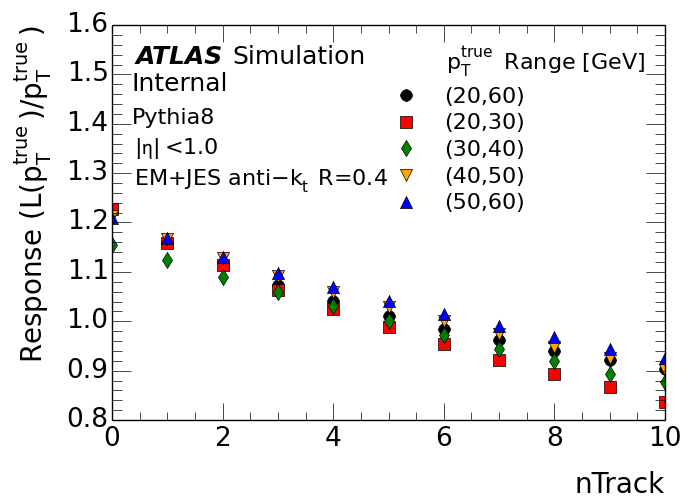 ATLAS Simulation
Internal
Pythia8
|η| <1.0
EM+JES anti−k_t R=0.4
p_T^true Range [GeV]
(20,60)
(20,30)
(30,40)
(40,50)
(50,60)
Response (L(p_T^true)/p_T^true)
1.6
1.5
1.4
1.3
1.2
1.1
1.0
0.9
0.8
0 2 4 6 8 10
nTrack